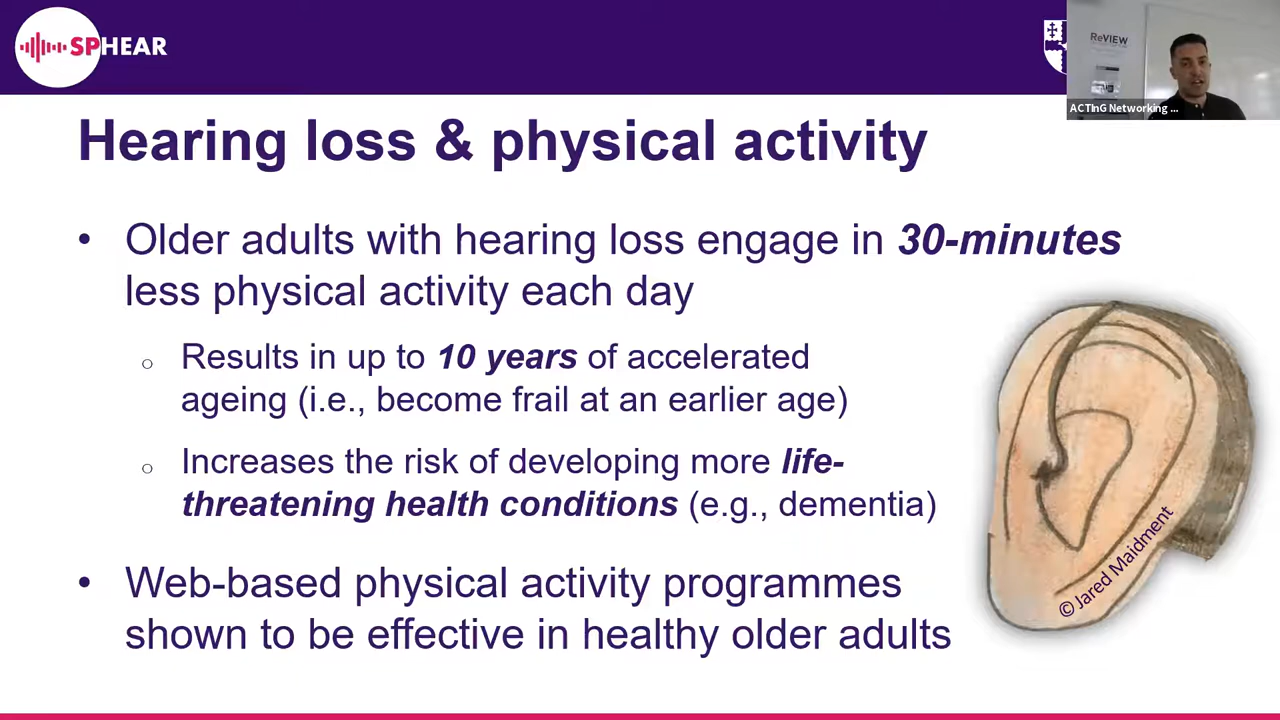 SPHEAR
ReVIEW
ACTInG Networking ...
Hearing loss & physical activity
• Older adults with hearing loss engage in 30-minutes
less physical activity each day
○ Results in up to 10 years of accelerated
ageing (i.e., become frail at an earlier age)
○ Increases the risk of developing more life-
threatening health conditions (e.g., dementia)
• Web-based physical activity programmes
shown to be effective in healthy older adults
© Jared Maidment